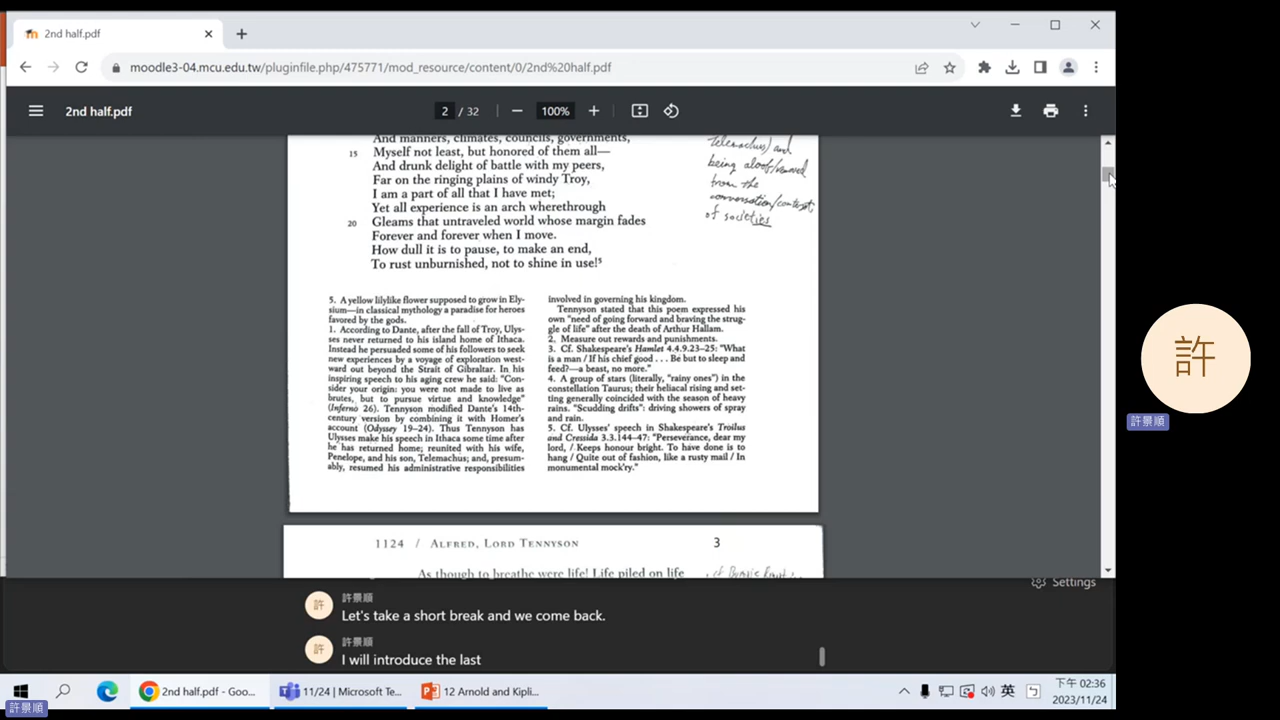 2nd half.pdf
moodle3-04.mcu.edu.tw/pluginfile.php/475771/mod_resource/content/0/2nd%20half.pdf
2nd half.pdf
2 / 32
100%
And manners, climates, councils, governments,
15 Myself not least, but honored of them all—
And drunk delight of battle with my peers,
Far on the ringing plains of windy Troy,
I am a part of all that I have met;
Yet all experience is an arch wherethrough
20 Gleams that untraveled world whose margin fades
Forever and forever when I move.
How dull it is to pause, to make an end,
To rust unburnished, not to shine in use!⁵
Telemachus) and
being aloof/removed
from the
conversation/context
of societies
5. A yellow lilylike flower supposed to grow in Ely-
sium—in classical mythology a paradise for heroes
favored by the gods.
1. According to Dante, after the fall of Troy, Ulys-
ses never returned to his island home of Ithaca.
Instead he persuaded some of his followers to seek
new experiences by a voyage of exploration west-
ward out beyond the Strait of Gibraltar. In his
inspiring speech to his aging crew he said: "Con-
sider your origin: you were not made to live as
brutes, but to pursue virtue and knowledge"
(Inferno 26). Tennyson modified Dante's 14th-
century version by combining it with Homer's
account (Odyssey 19–24). Thus Tennyson has
Ulysses make his speech in Ithaca some time after
he has returned home; reunited with his wife,
Penelope, and his son, Telemachus; and, presum-
ably, resumed his administrative responsibilities
involved in governing his kingdom.
Tennyson stated that this poem expressed his
own "need of going forward and braving the strug-
gle of life" after the death of Arthur Hallam.
2. Measure out rewards and punishments.
3. Cf. Shakespeare's Hamlet 4.4.9.23–25: "What
is a man / If his chief good . . . Be but to sleep and
feed?—a beast, no more."
4. A group of stars (literally, "rainy ones") in the
constellation Taurus; their heliacal rising and set-
ting generally coincided with the season of heavy
rains. "Scudding drifts": driving showers of spray
and rain.
5. Cf. Ulysses' speech in Shakespeare's Troilus
and Cressida 3.3.144–47: "Perseverance, dear my
lord, / Keeps honour bright. To have done is to
hang / Quite out of fashion, like a rusty mail / In
monumental mock'ry."
1124 / ALFRED, LORD TENNYSON 3
As though to breathe were life! Life piled on life
許
許景順
Settings
許 許景順
Let's take a short break and we come back.
許 許景順
I will introduce the last
2nd half.pdf - Goo...
11/24 | Microsoft Te...
12 Arnold and Kipli...
英
下午 02:36
2023/11/24
許景順